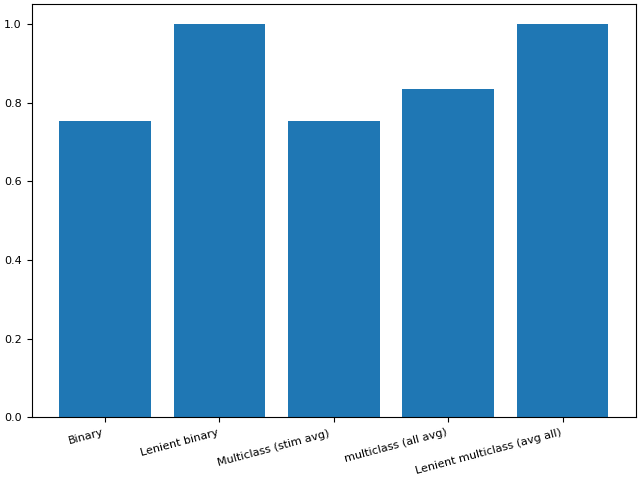 1.0
0.8
0.6
0.4
0.2
0.0
Binary
Lenient binary
Multiclass (stim avg)
multiclass (all avg)
Lenient multiclass (avg all)